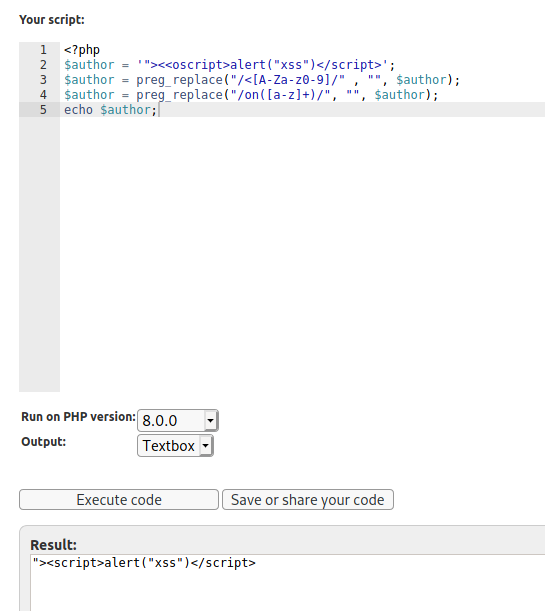 Your script:
1 <?php
2 $author = '"><<oscript>alert("xss")</script>';
3 $author = preg_replace("/<[A-Za-z0-9]/" , "", $author);
4 $author = preg_replace("/on([a-z]+)/", "", $author);
5 echo $author;
Run on PHP version: 8.0.0
Output: Textbox
Execute code Save or share your code
Result:
"><script>alert("xss")</script>